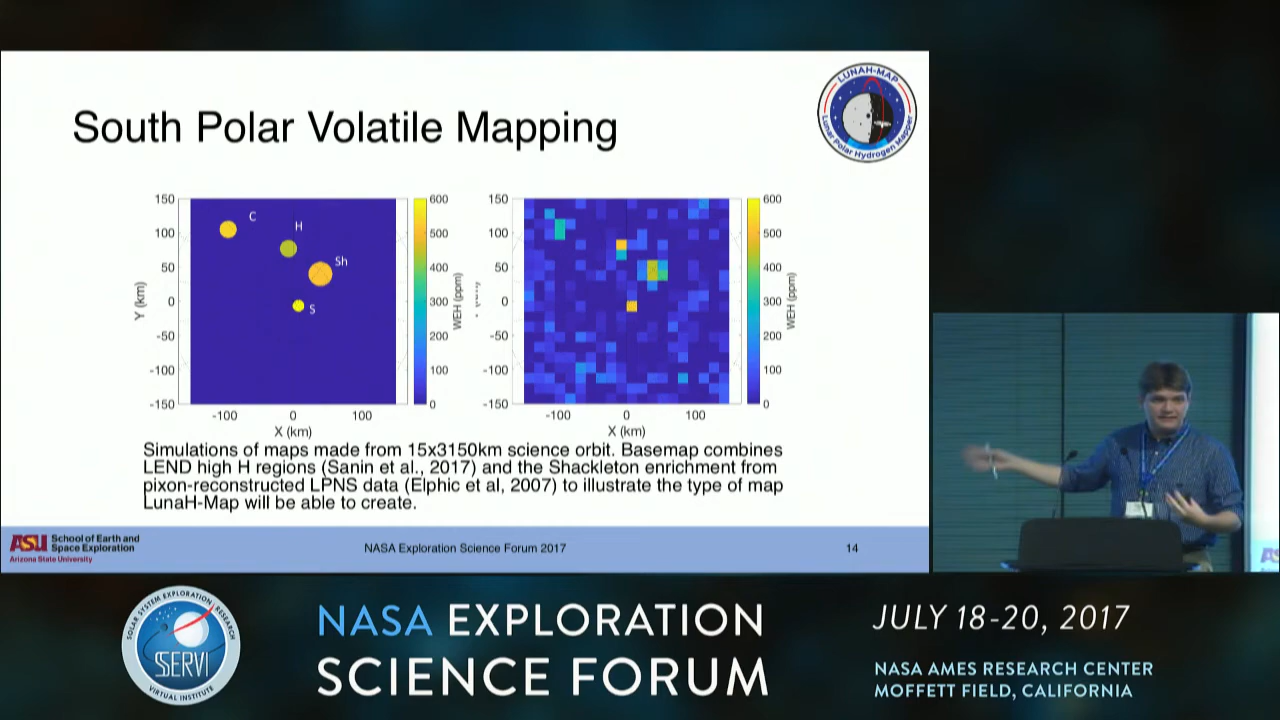 LUNAH-MAP
Lunar Polar Hydrogen Mapper
South Polar Volatile Mapping
150
100
50
0
-50
-100
-150
Y (km)
C
H
Sh
S
-100 0 100
X (km)
600
500
400
300
200
100
0
WEH (ppm)
150
100
50
0
-50
-100
-150
-100 0 100
X (km)
600
500
400
300
200
100
0
WEH (ppm)
Simulations of maps made from 15x3150km science orbit. Basemap combines
LEND high H regions (Sanin et al., 2017) and the Shackleton enrichment from
pixon-reconstructed LPNS data (Elphic et al, 2007) to illustrate the type of map
LunaH-Map will be able to create.
ASU School of Earth and
Space Exploration
Arizona State University
NASA Exploration Science Forum 2017
14
SOLAR SYSTEM EXPLORATION RESEARCH
SSERVI
VIRTUAL INSTITUTE
NASA EXPLORATION
SCIENCE FORUM
JULY 18-20, 2017
NASA AMES RESEARCH CENTER
MOFFETT FIELD, CALIFORNIA